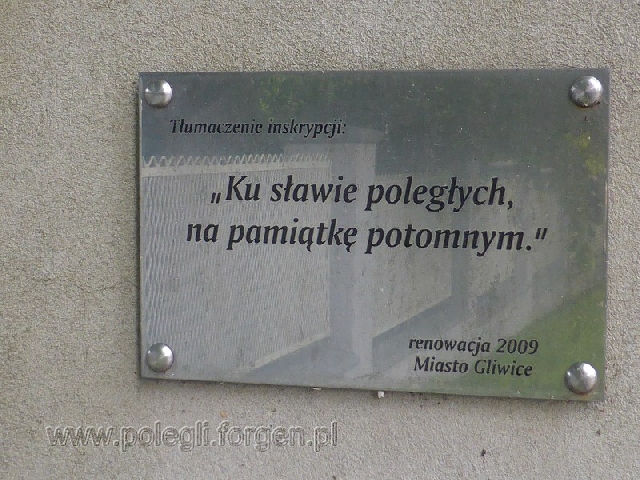 Tłumaczenie inskrypcji:
„Ku sławie poległych,
na pamiątkę potomnym."
renowacja 2009
Miasto Gliwice
www.polegli.forgen.pl